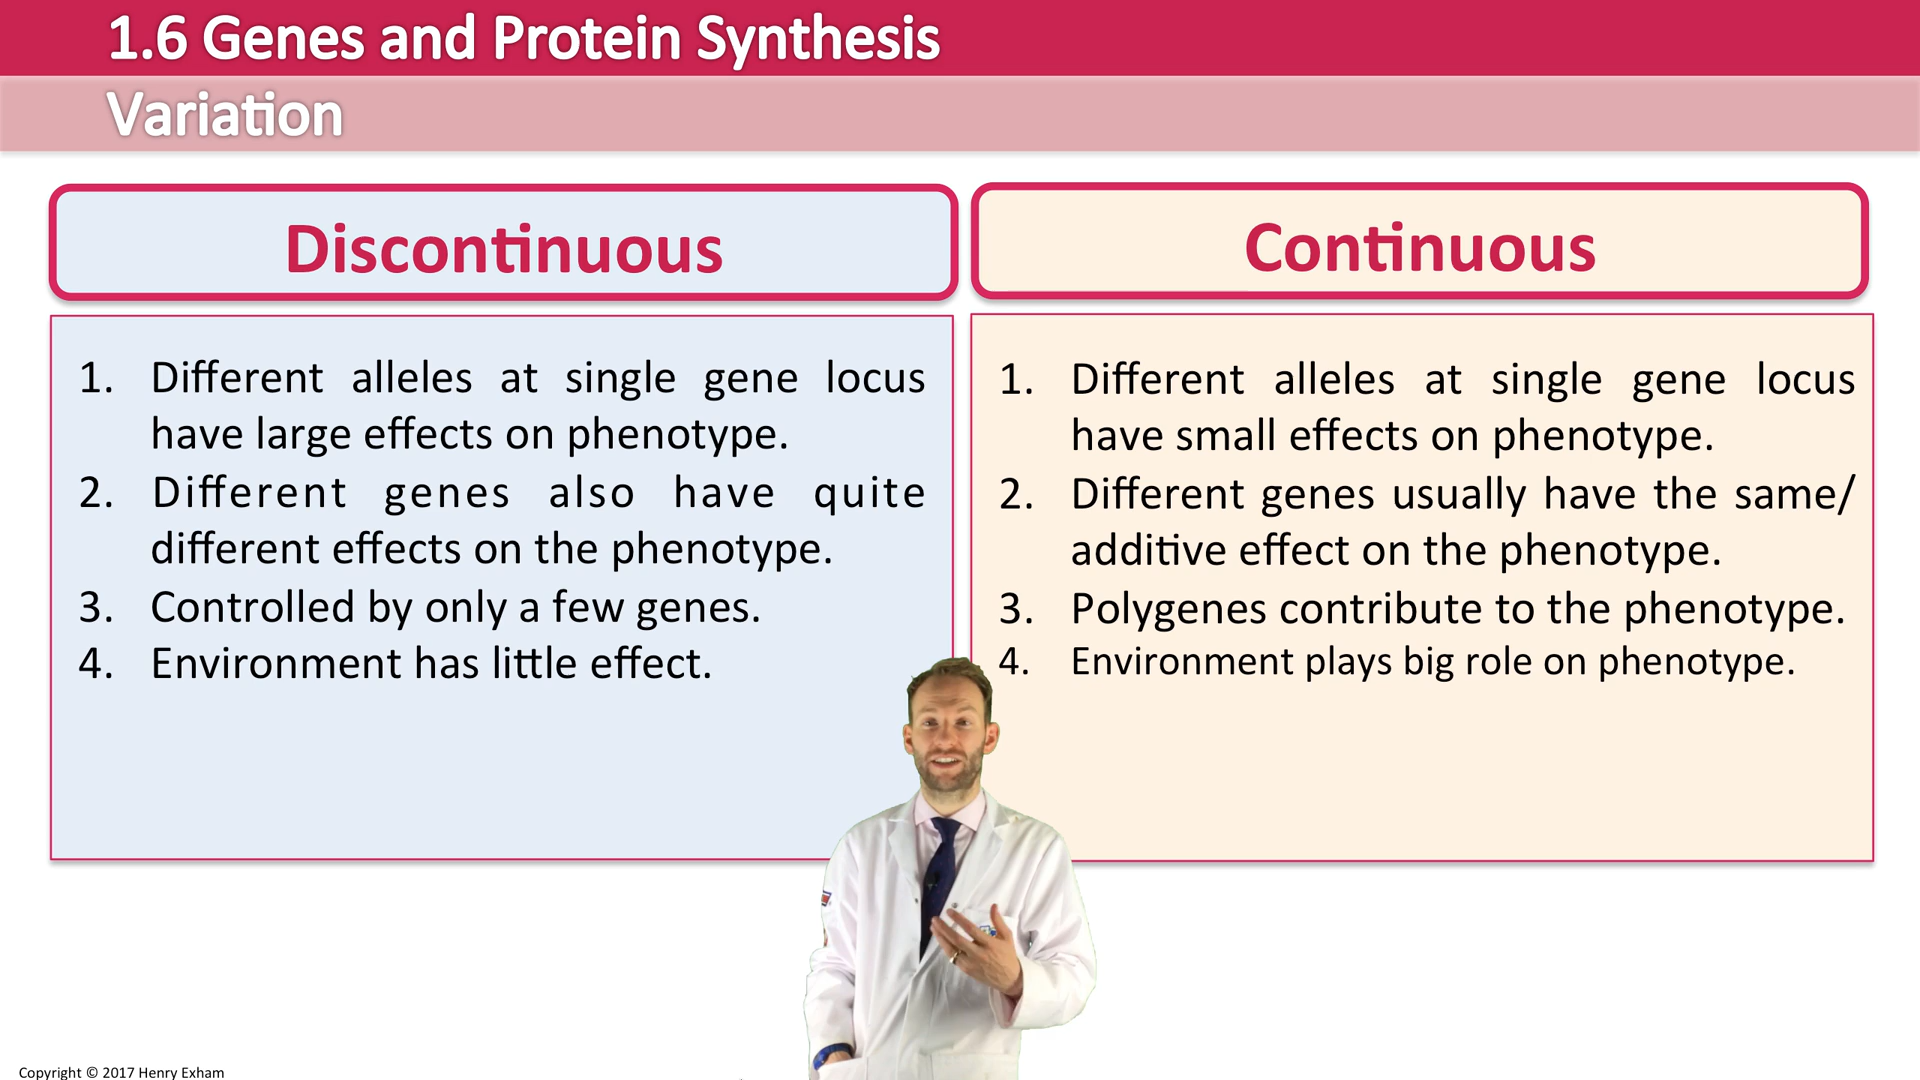 1.6 Genes and Protein Synthesis
Variation
Discontinuous
1. Different alleles at single gene locus
have large effects on phenotype.
2. Different genes also have quite
different effects on the phenotype.
3. Controlled by only a few genes.
4. Environment has little effect.
Continuous
1. Different alleles at single gene locus
have small effects on phenotype.
2. Different genes usually have the same/
additive effect on the phenotype.
3. Polygenes contribute to the phenotype.
4. Environment plays big role on phenotype.
Copyright © 2017 Henry Exham